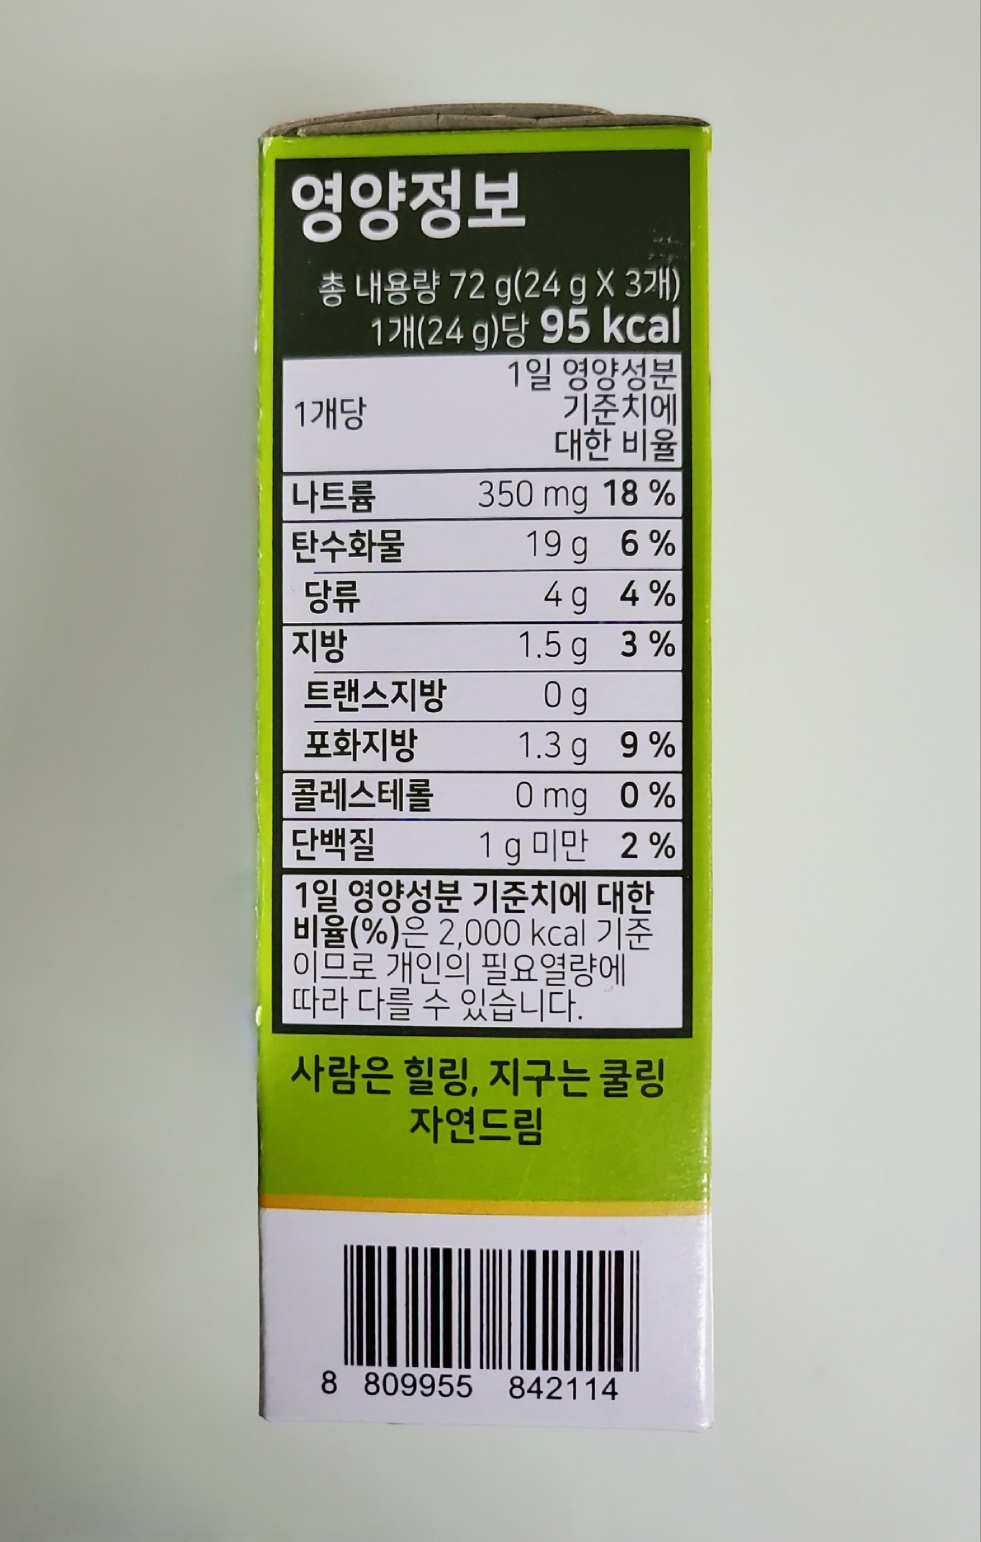 영양정보
총 내용량 72 g(24 g X 3개)
1개(24 g)당 95 kcal
1개당
1일 영양성분
기준치에
대한 비율
나트륨 350 mg 18 %
탄수화물 19 g 6 %
당류 4 g 4 %
지방 1.5 g 3 %
트랜스지방 0 g
포화지방 1.3 g 9 %
콜레스테롤 0 mg 0 %
단백질 1 g 미만 2 %
1일 영양성분 기준치에 대한
비율(%)은 2,000 kcal 기준
이므로 개인의 필요열량에
따라 다를 수 있습니다.
사람은 힐링, 지구는 쿨링
자연드림
8 809955 842114